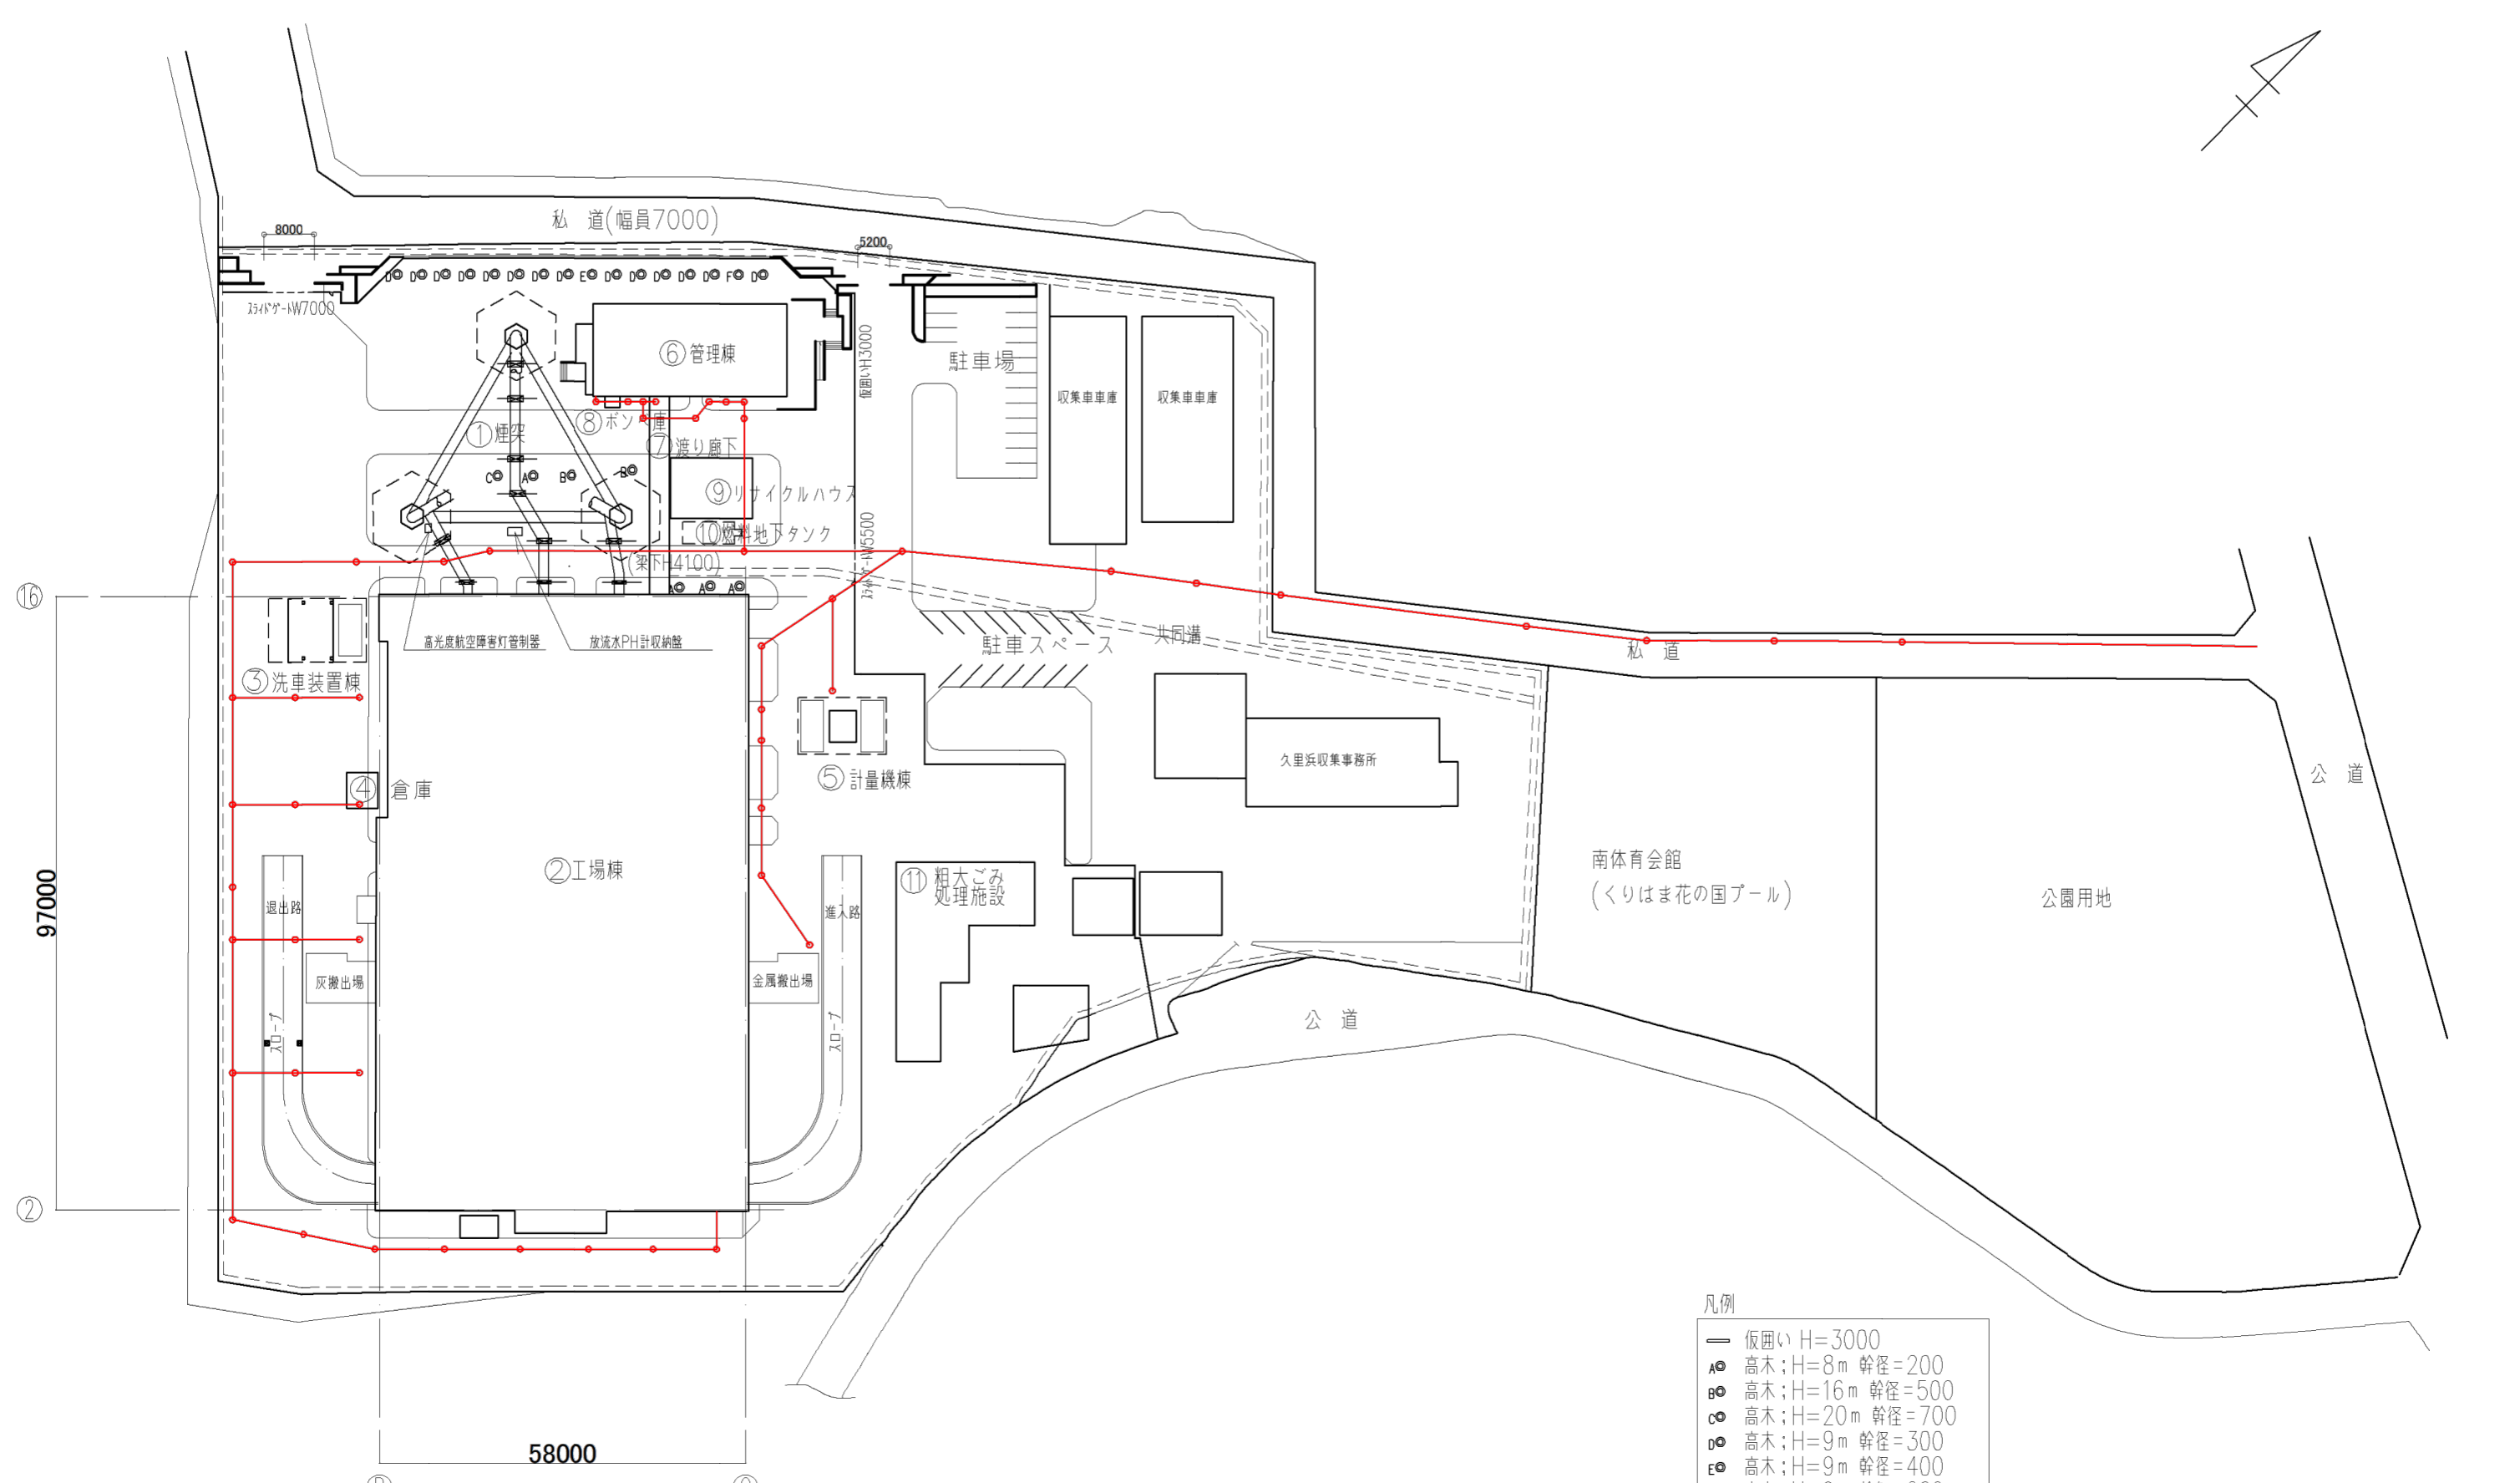 私　道(幅員7000)
8000
5200
D D D D D D D D E D D D D D F D
スライドゲートW7000
⑥管理棟
仮囲いH3000
駐車場
収集車車庫
収集車車庫
①煙突
⑧ボンベ庫
⑦渡り廊下
C A B B
⑨リサイクルハウス
⑩燃料地下タンク
(梁下H4100)
スライドゲートW5500
A A A
⑯
高光度航空障害灯管制器
放流水PH計収納盤
駐車スペース
共同溝
私　道
③洗車装置棟
④ 倉庫
⑤計量機棟
久里浜収集事務所
公　道
②工場棟
⑪粗大ごみ
処理施設
南体育会館
(くりはま花の国プール)
公園用地
97000
退出路
進入路
灰搬出場
金属搬出場
スロープ
スロープ
公　道
②
58000
凡例
仮囲い H=3000
A 高木;H=8m 幹径=200
B 高木;H=16m 幹径=500
C 高木;H=20m 幹径=700
D 高木;H=9m 幹径=300
E 高木;H=9m 幹径=400